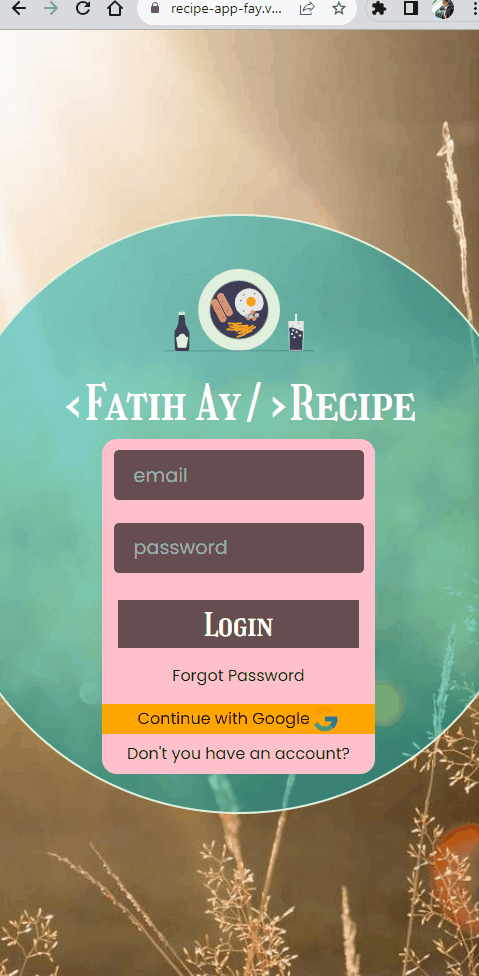 recipe-app-fay.v...
<Fatih Ay/>Recipe
email
password
Login
Forgot Password
Continue with Google
Don't you have an account?